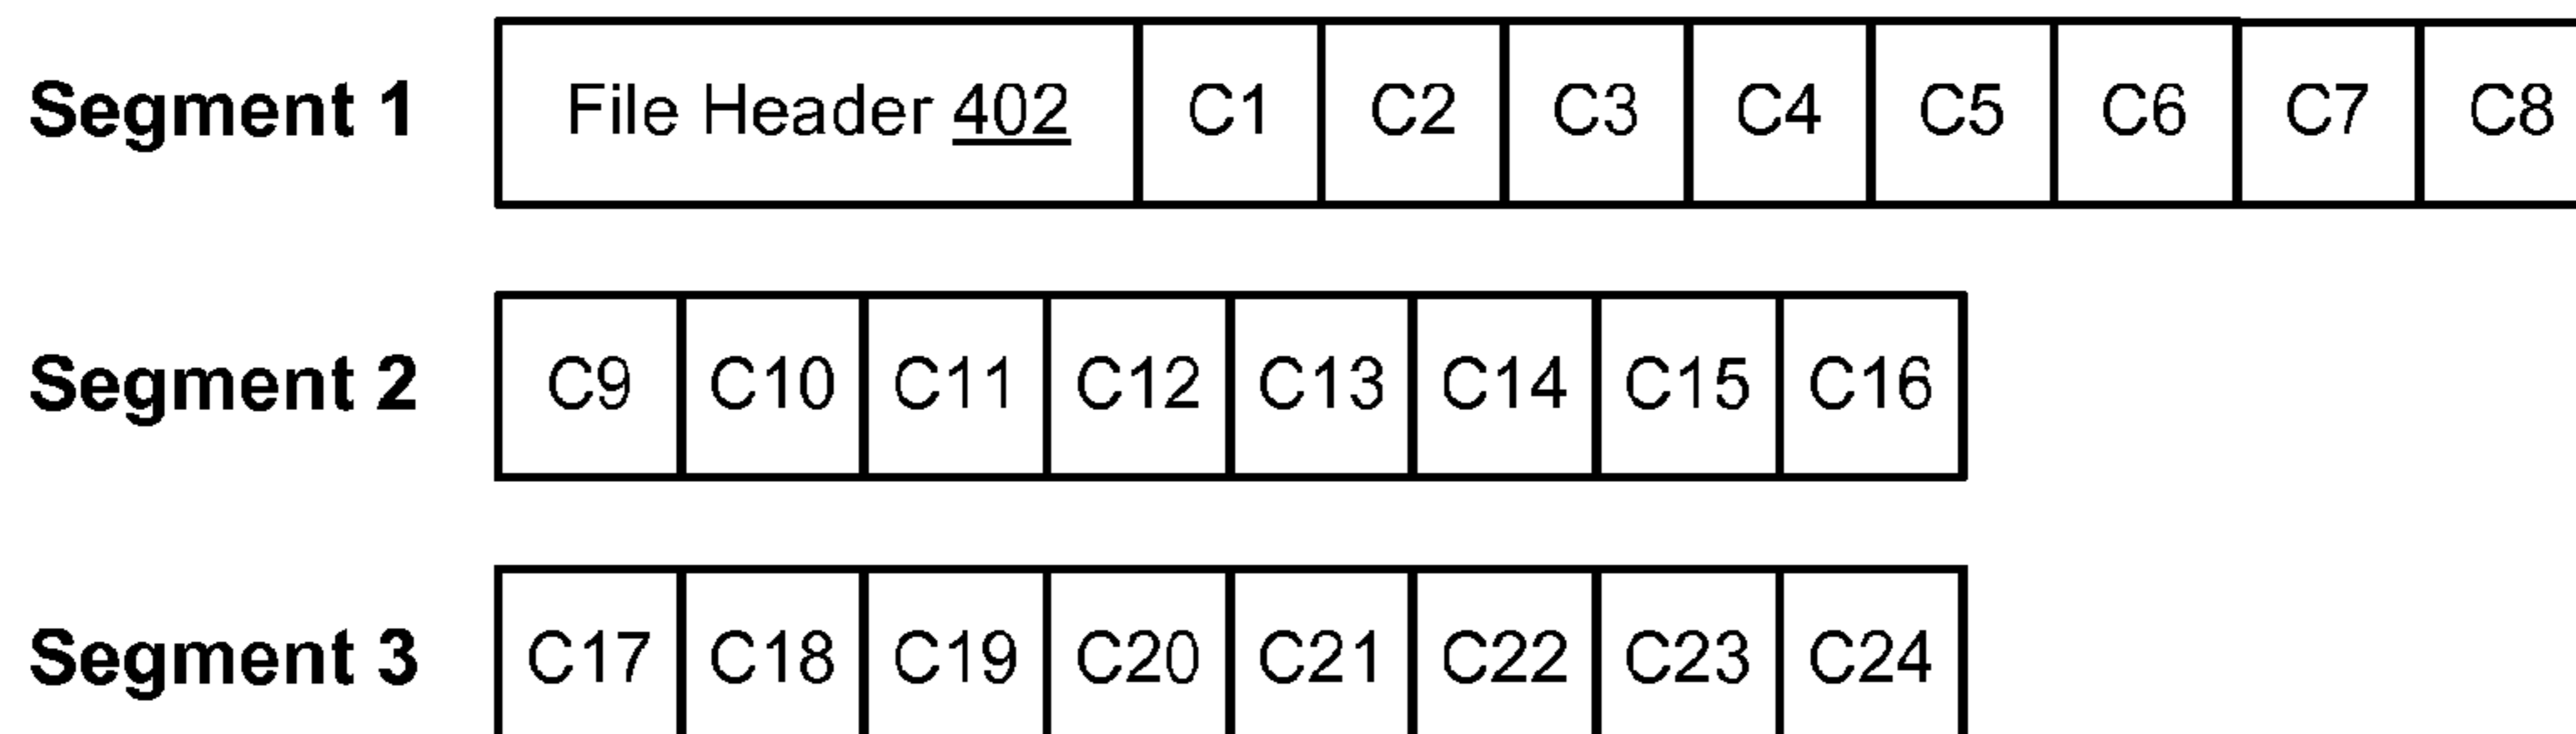 Segment 1 File Header 402 C1 C2 C3 C4 C5 C6 C7 C8
Segment 2 C9 C10 C11 C12 C13 C14 C15 C16
Segment 3 C17 C18 C19 C20 C21 C22 C23 C24